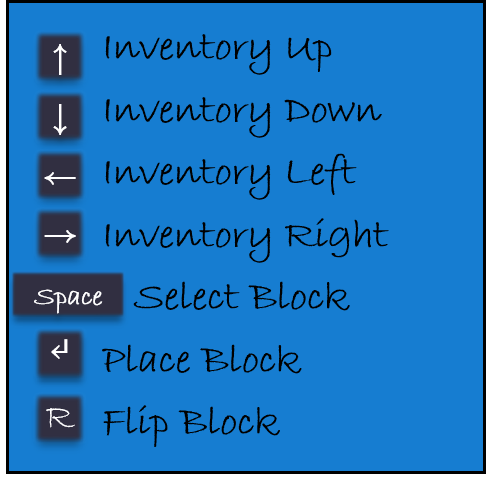 ↑ Inventory Up
↓ Inventory Down
← Inventory Left
→ Inventory Right
Space Select Block
↵ Place Block
R Flip Block